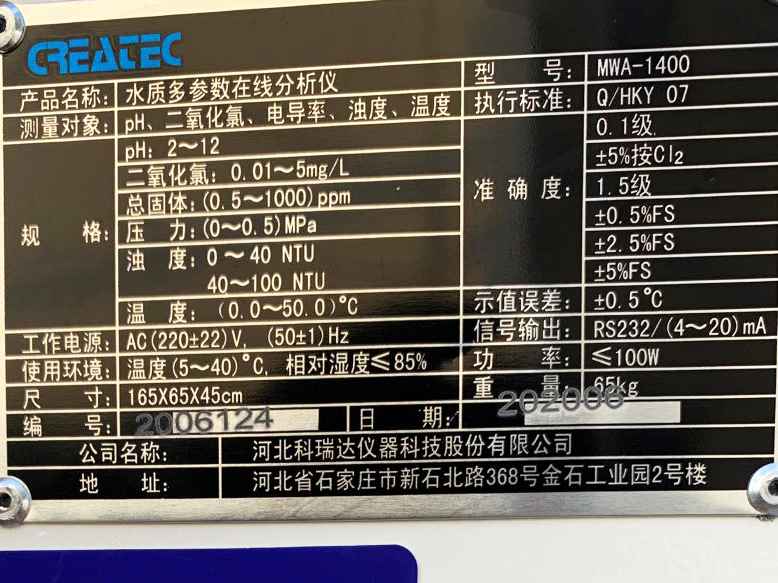 CREATEC
产品名称: 水质多参数在线分析仪 型 号: MWA-1400
测量对象: pH、二氧化氯、电导率、浊度、温度 执行标准: Q/HKY 07
规 格: pH: 2～12 准 确 度: 0.1级
二氧化氯: 0.01～5mg/L ±5%按Cl₂
总固体:(0.5～1000)ppm 1.5级
压 力:(0～0.5)MPa ±0.5%FS
浊 度:0～40 NTU ±2.5%FS
40～100 NTU ±5%FS
温 度: (0.0～50.0)°C 示值误差: ±0.5°C
工作电源: AC(220±22)V, (50±1)Hz 信号输出: RS232/(4～20)mA
使用环境: 温度(5～40)°C, 相对湿度≤85% 功 率: ≤100W
尺 寸: 165X65X45cm 重 量: 65kg
编 号: 2006124 日 期: 202006
公司名称: 河北科瑞达仪器科技股份有限公司
地 址: 河北省石家庄市新石北路368号金石工业园2号楼